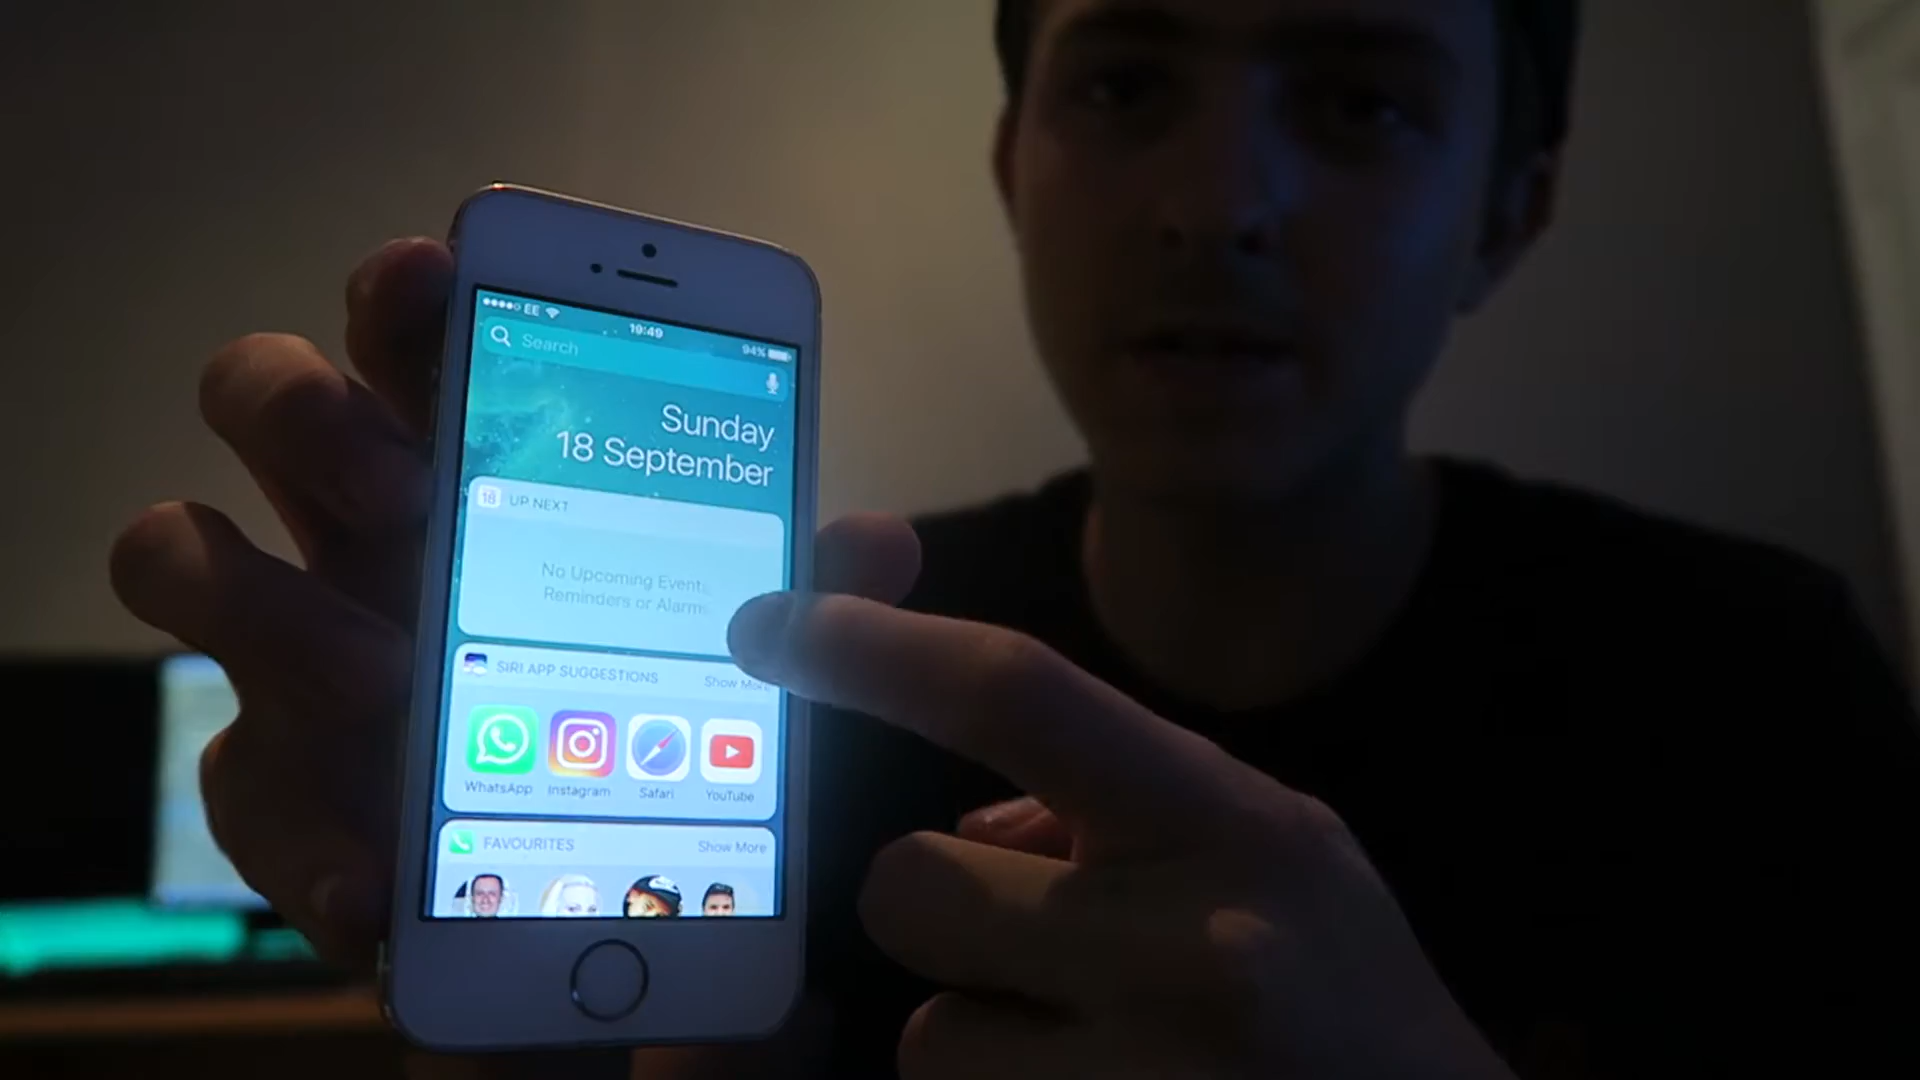 EE 19:49 94%
Search
Sunday
18 September
18 UP NEXT
No Upcoming Events
Reminders or Alarms
SIRI APP SUGGESTIONS Show More
WhatsApp Instagram Safari YouTube
FAVOURITES Show More